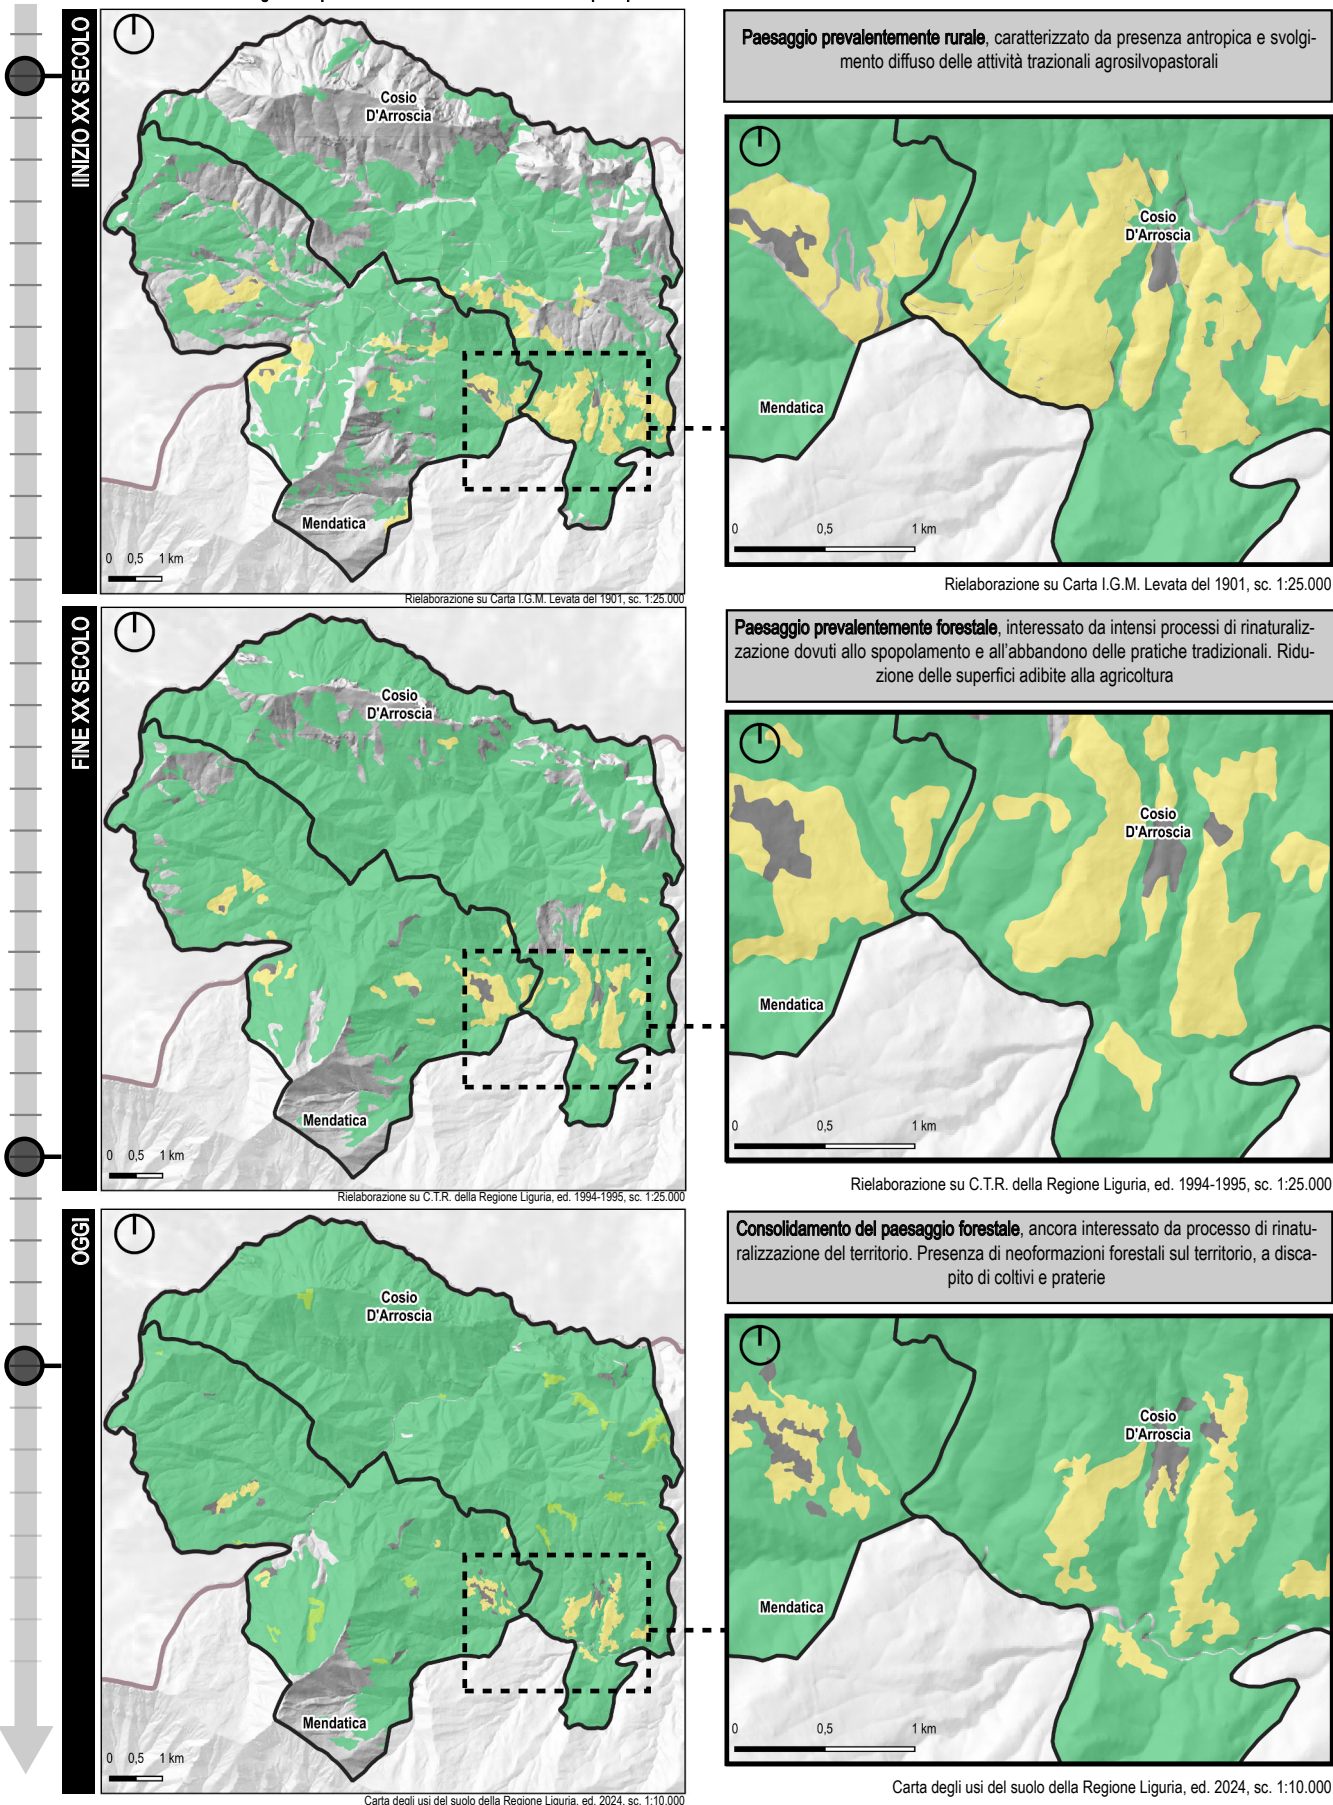 IINIZIO XX SECOLO
Cosio
D'Arroscia
Mendatica
0 0,5 1 km
Rielaborazione su Carta I.G.M. Levata del 1901, sc. 1:25.000
Paesaggio prevalentemente rurale, caratterizzato da presenza antropica e svolgi-
mento diffuso delle attività trazionali agrosilvopastorali
Cosio
D'Arroscia
Mendatica
0 0,5 1 km
Rielaborazione su Carta I.G.M. Levata del 1901, sc. 1:25.000
FINE XX SECOLO
Cosio
D'Arroscia
Mendatica
0 0,5 1 km
Rielaborazione su C.T.R. della Regione Liguria, ed. 1994-1995, sc. 1:25.000
Paesaggio prevalentemente forestale, interessato da intensi processi di rinaturaliz-
zazione dovuti allo spopolamento e all'abbandono delle pratiche tradizionali. Ridu-
zione delle superfici adibite alla agricoltura
Cosio
D'Arroscia
Mendatica
0 0,5 1 km
Rielaborazione su C.T.R. della Regione Liguria, ed. 1994-1995, sc. 1:25.000
OGGI
Cosio
D'Arroscia
Mendatica
0 0,5 1 km
Carta degli usi del suolo della Regione Liguria, ed. 2024, sc. 1:10.000
Consolidamento del paesaggio forestale, ancora interessato da processo di rinatu-
ralizzazione del territorio. Presenza di neoformazioni forestali sul territorio, a disca-
pito di coltivi e praterie
Cosio
D'Arroscia
Mendatica
0 0,5 1 km
Carta degli usi del suolo della Regione Liguria, ed. 2024, sc. 1:10.000